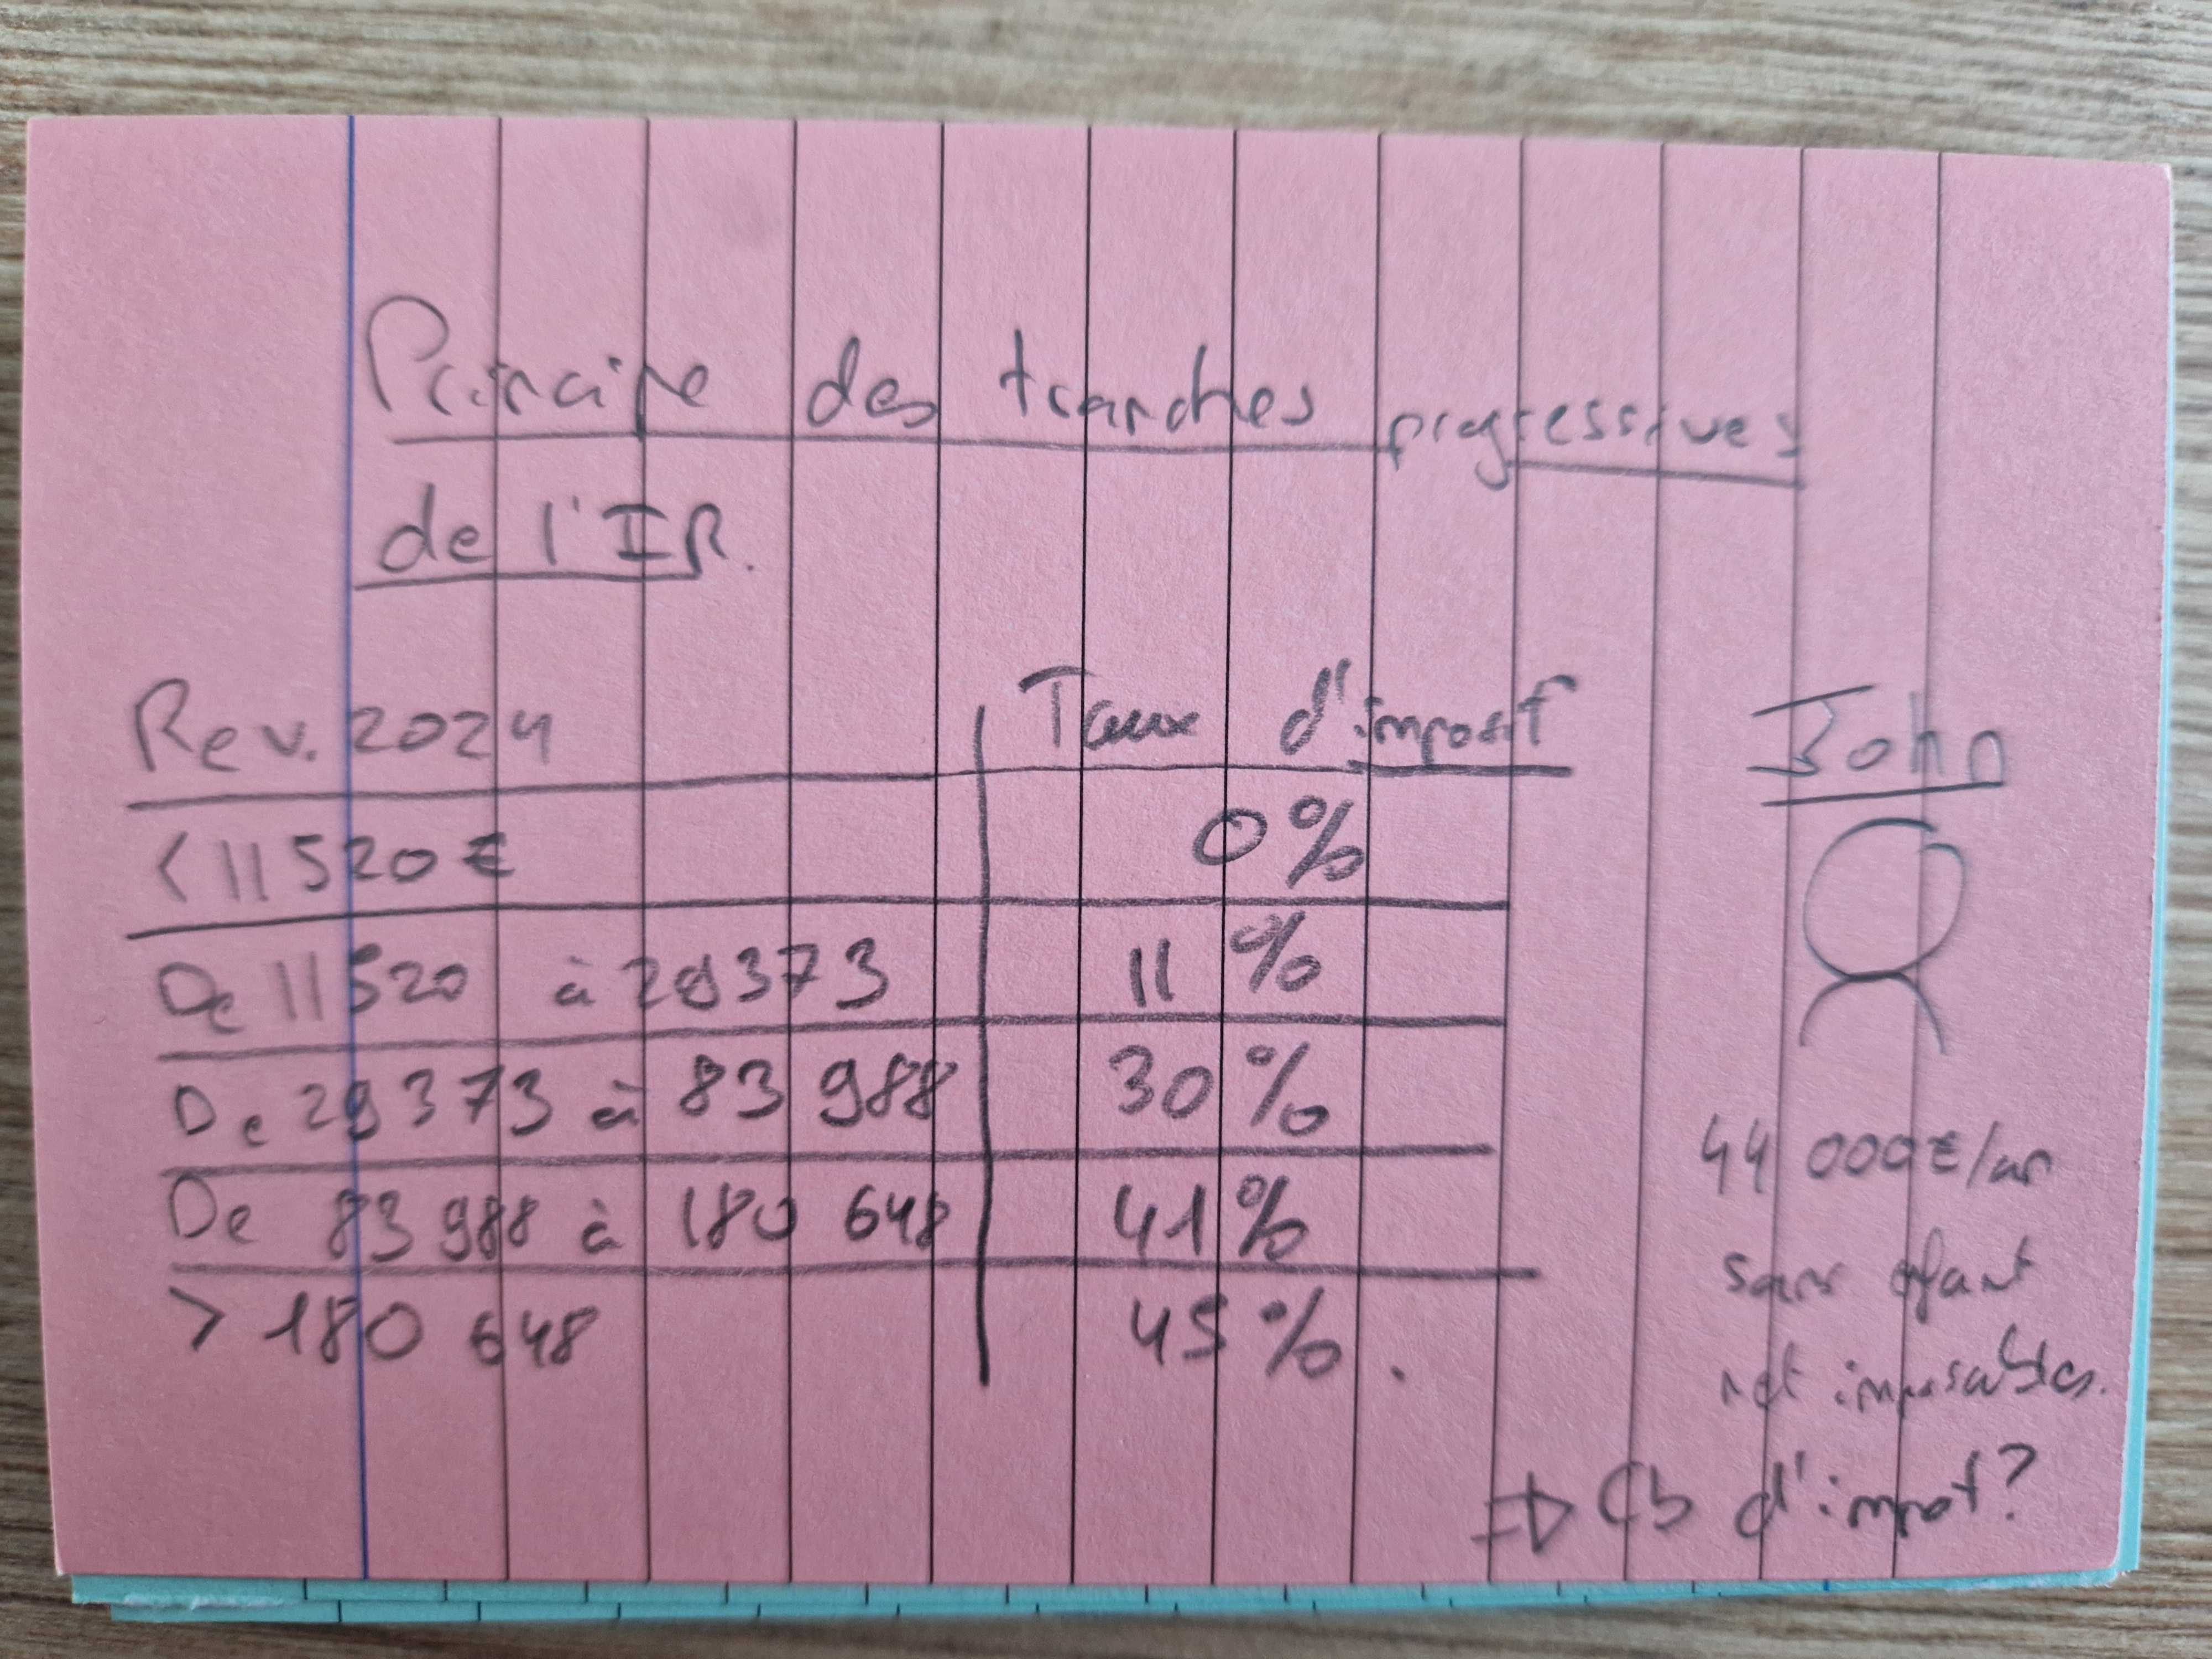 Principe des tranches progressives
de l'IR.
Rev. 2024 Taux d'imposit
< 11 520 € 0%
De 11 520 à 29 373 11 %
De 29 373 à 83 988 30 %
De 83 988 à 180 648 41 %
> 180 648 45 % .
John
44 000€/an
sans efant
net imposables.
⇒ Cb d'impot?